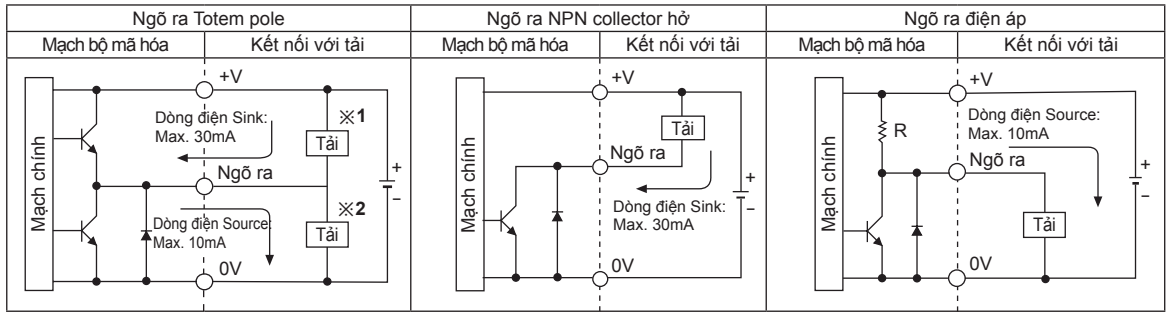 Ngõ ra Totem pole
Mạch bộ mã hóa
Kết nối với tải
+V
Dòng điện Sink:
Max. 30mA
※1
Tải
Mạch chính
Ngõ ra
+
−
※2
Dòng điện Source:
Max. 10mA
Tải
0V
Ngõ ra NPN collector hở
Mạch bộ mã hóa
Kết nối với tải
+V
Tải
Mạch chính
Ngõ ra
+
−
Dòng điện Sink:
Max. 30mA
0V
Ngõ ra điện áp
Mạch bộ mã hóa
Kết nối với tải
+V
R
Dòng điện Source:
Max. 10mA
Mạch chính
Ngõ ra
+
−
Tải
0V